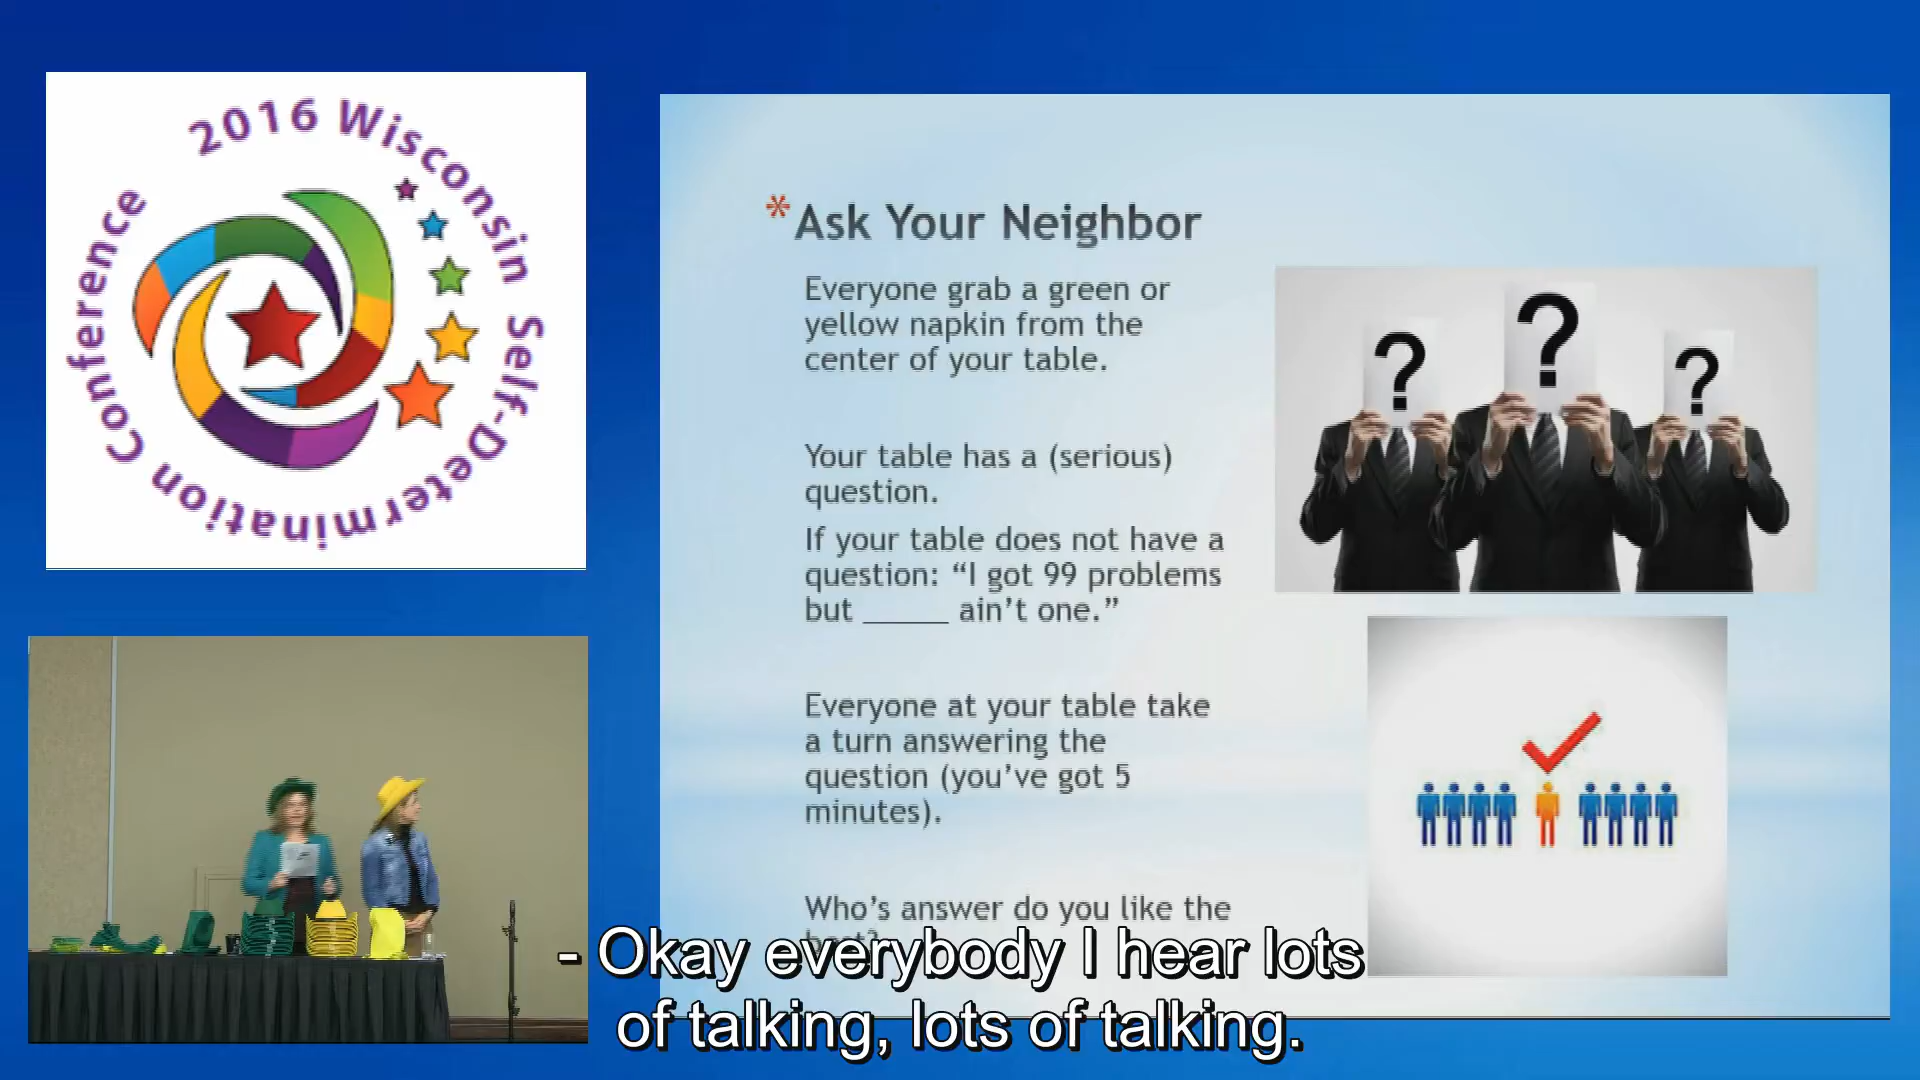 2016 Wisconsin Self-Determination Conference
*Ask Your Neighbor
Everyone grab a green or
yellow napkin from the
center of your table.
Your table has a (serious)
question.
If your table does not have a
question: “I got 99 problems
but _____ ain’t one.”
Everyone at your table take
a turn answering the
question (you’ve got 5
minutes).
Who’s answer do you like the
best?
? ? ?
- Okay everybody I hear lots
of talking, lots of talking.